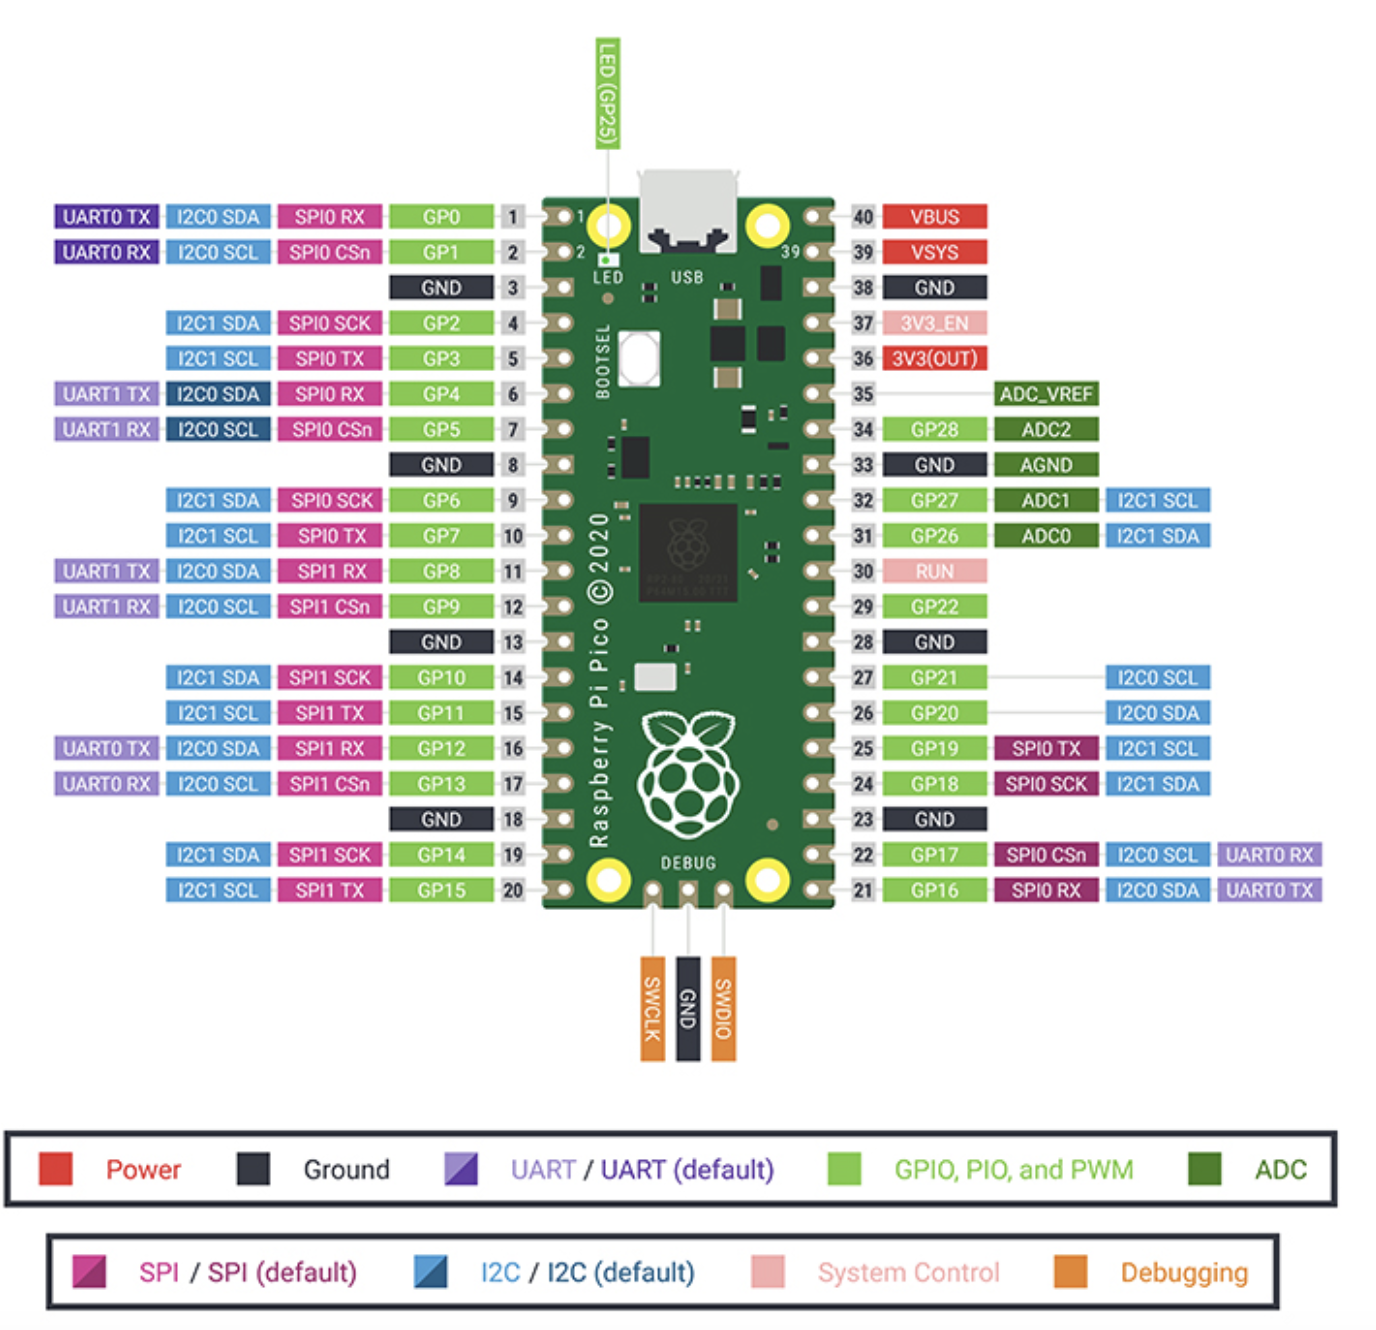 LED (GP25)
UART0 TX I2C0 SDA SPI0 RX GP0 1 1 40 VBUS
UART0 RX I2C0 SCL SPI0 CSn GP1 2 2 39 39 VSYS
LED USB
GND 3 38 GND
I2C1 SDA SPI0 SCK GP2 4 37 3V3_EN
I2C1 SCL SPI0 TX GP3 5 36 3V3(OUT)
BOOTSEL
UART1 TX I2C0 SDA SPI0 RX GP4 6 35 ADC_VREF
UART1 RX I2C0 SCL SPI0 CSn GP5 7 34 GP28 ADC2
GND 8 33 GND AGND
I2C1 SDA SPI0 SCK GP6 9 32 GP27 ADC1 I2C1 SCL
I2C1 SCL SPI0 TX GP7 10 31 GP26 ADC0 I2C1 SDA
UART1 TX I2C0 SDA SPI1 RX GP8 11 30 RUN
UART1 RX I2C0 SCL SPI1 CSn GP9 12 29 GP22
GND 13 28 GND
I2C1 SDA SPI1 SCK GP10 14 27 GP21 I2C0 SCL
I2C1 SCL SPI1 TX GP11 15 26 GP20 I2C0 SDA
Raspberry Pi Pico ©2020
UART0 TX I2C0 SDA SPI1 RX GP12 16 25 GP19 SPI0 TX I2C1 SCL
UART0 RX I2C0 SCL SPI1 CSn GP13 17 24 GP18 SPI0 SCK I2C1 SDA
GND 18 23 GND
I2C1 SDA SPI1 SCK GP14 19 22 GP17 SPI0 CSn I2C0 SCL UART0 RX
DEBUG
I2C1 SCL SPI1 TX GP15 20 21 GP16 SPI0 RX I2C0 SDA UART0 TX
SWCLK
GND
SWDIO
Power Ground UART / UART (default) GPIO, PIO, and PWM ADC
SPI / SPI (default) I2C / I2C (default) System Control Debugging